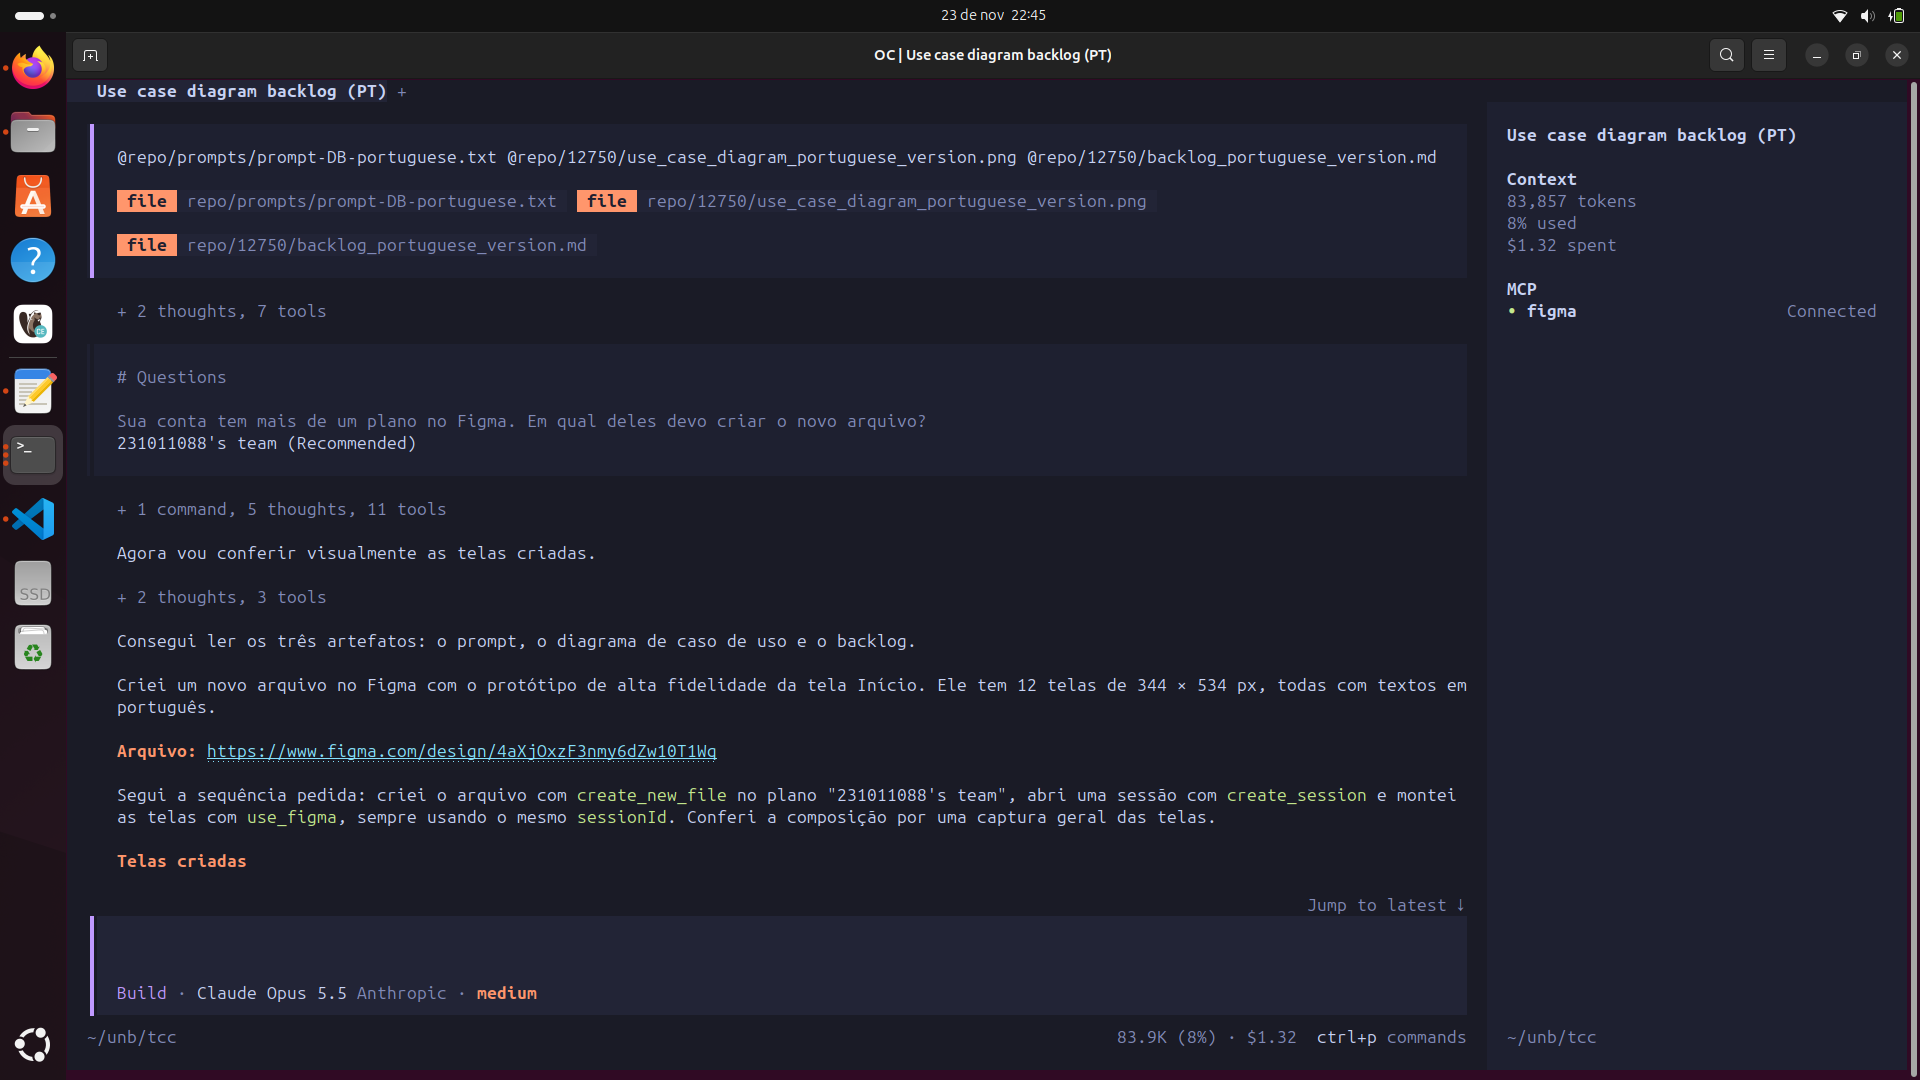 23 de nov 22:45
OC | Use case diagram backlog (PT)
Use case diagram backlog (PT) +
@repo/prompts/prompt-DB-portuguese.txt @repo/12750/use_case_diagram_portuguese_version.png @repo/12750/backlog_portuguese_version.md
file repo/prompts/prompt-DB-portuguese.txt file repo/12750/use_case_diagram_portuguese_version.png
file repo/12750/backlog_portuguese_version.md
+ 2 thoughts, 7 tools
# Questions
Sua conta tem mais de um plano no Figma. Em qual deles devo criar o novo arquivo?
231011088's team (Recommended)
+ 1 command, 5 thoughts, 11 tools
Agora vou conferir visualmente as telas criadas.
+ 2 thoughts, 3 tools
Consegui ler os três artefatos: o prompt, o diagrama de caso de uso e o backlog.
Criei um novo arquivo no Figma com o protótipo de alta fidelidade da tela Início. Ele tem 12 telas de 344 × 534 px, todas com textos em
português.
Arquivo: https://www.figma.com/design/4aXjOxzF3nmy6dZw10T1Wq
Segui a sequência pedida: criei o arquivo com create_new_file no plano "231011088's team", abri uma sessão com create_session e montei
as telas com use_figma, sempre usando o mesmo sessionId. Conferi a composição por uma captura geral das telas.
Telas criadas
Jump to latest ↓
Build · Claude Opus 5.5 Anthropic · medium
~/unb/tcc
83.9K (8%) · $1.32 ctrl+p commands
Use case diagram backlog (PT)
Context
83,857 tokens
8% used
$1.32 spent
MCP
• figma Connected
~/unb/tcc
SSD